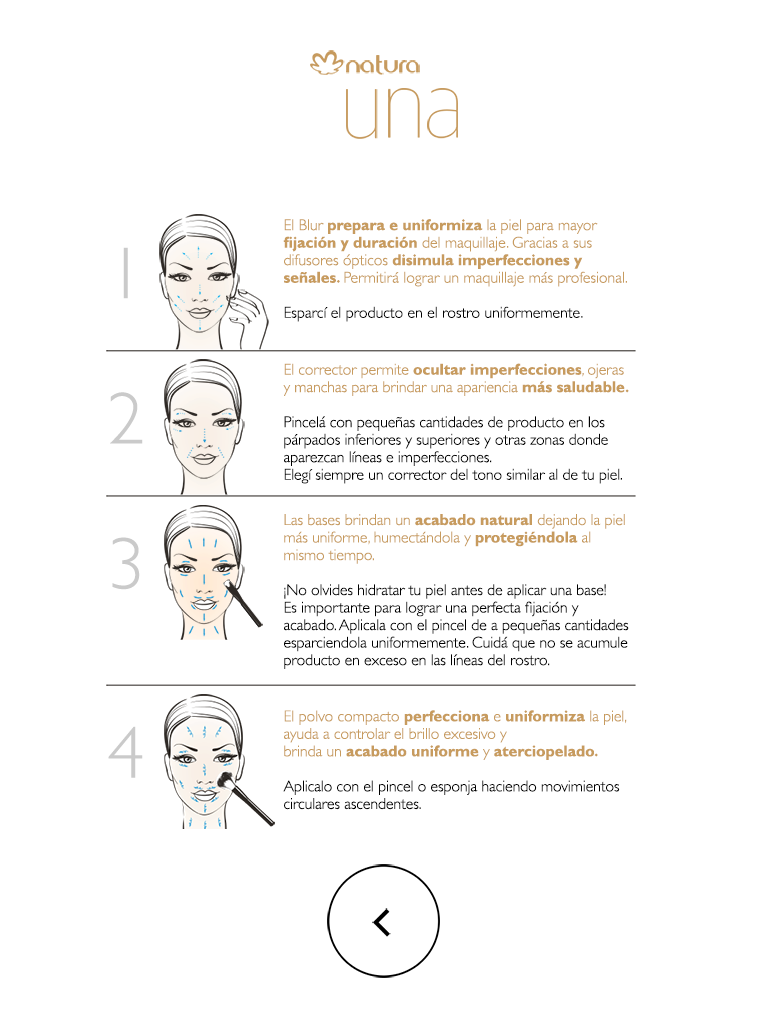 natura
una
1
El Blur prepara e uniformiza la piel para mayor
fijación y duración del maquillaje. Gracias a sus
difusores ópticos disimula imperfecciones y
señales. Permitirá lograr un maquillaje más profesional.
Esparcí el producto en el rostro uniformemente.
2
El corrector permite ocultar imperfecciones, ojeras
y manchas para brindar una apariencia más saludable.
Pincelá con pequeñas cantidades de producto en los
párpados inferiores y superiores y otras zonas donde
aparezcan líneas e imperfecciones.
Elegí siempre un corrector del tono similar al de tu piel.
3
Las bases brindan un acabado natural dejando la piel
más uniforme, humectándola y protegiéndola al
mismo tiempo.
¡No olvides hidratar tu piel antes de aplicar una base!
Es importante para lograr una perfecta fijación y
acabado. Aplicala con el pincel de a pequeñas cantidades
esparciendola uniformemente. Cuidá que no se acumule
producto en exceso en las líneas del rostro.
4
El polvo compacto perfecciona e uniformiza la piel,
ayuda a controlar el brillo excesivo y
brinda un acabado uniforme y aterciopelado.
Aplicalo con el pincel o esponja haciendo movimientos
circulares ascendentes.